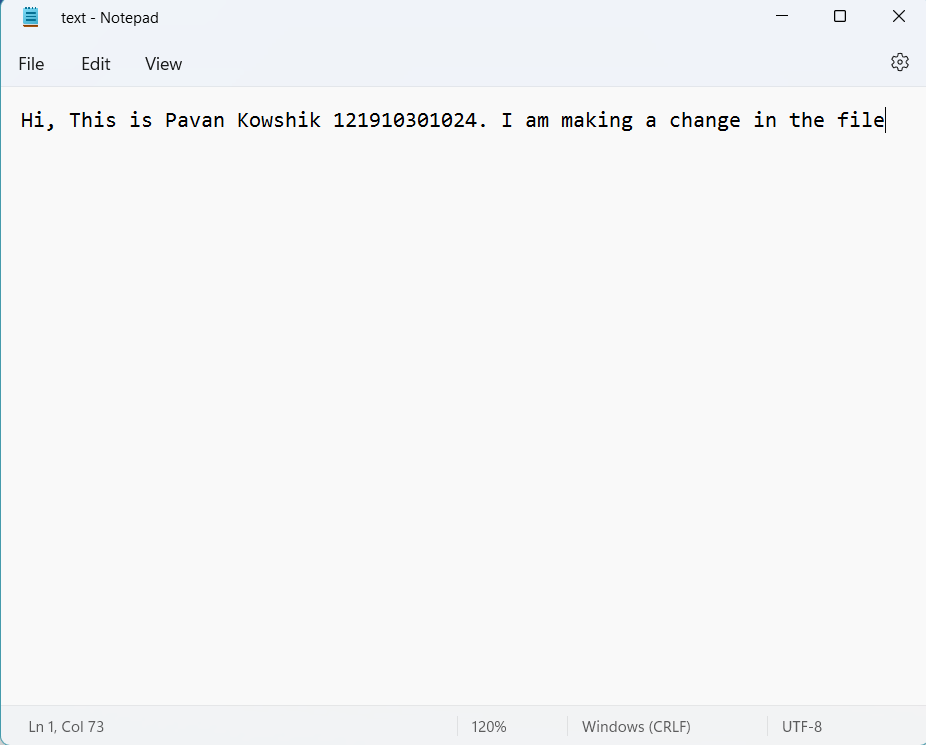 text - Notepad
File Edit View
Hi, This is Pavan Kowshik 121910301024. I am making a change in the file
Ln 1, Col 73 120% Windows (CRLF) UTF-8